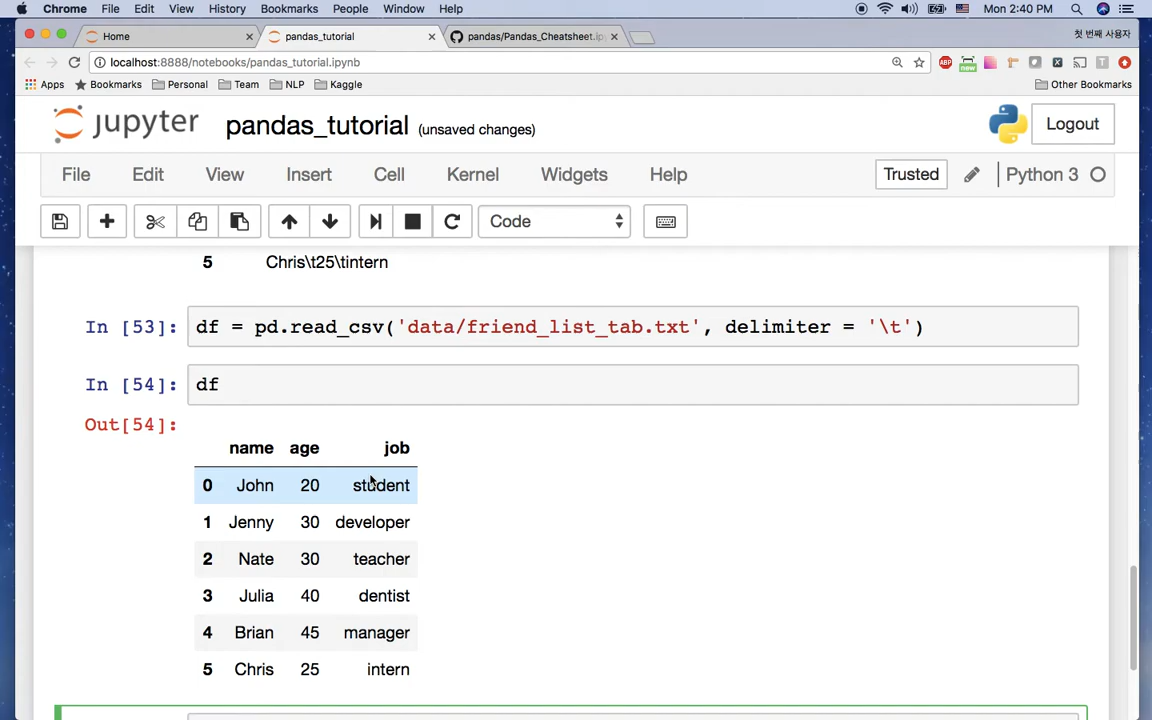 Chrome File Edit View History Bookmarks People Window Help Mon 2:40 PM
Home pandas_tutorial pandas/Pandas_Cheatsheet.ip 첫 번째 사용자
localhost:8888/notebooks/pandas_tutorial.ipynb ABP new T
Apps Bookmarks Personal Team NLP Kaggle Other Bookmarks
jupyter pandas_tutorial (unsaved changes) Logout
File Edit View Insert Cell Kernel Widgets Help Trusted Python 3
Code
5 Chris\t25\tintern
In [53]: df = pd.read_csv('data/friend_list_tab.txt', delimiter = '\t')
In [54]: df
Out[54]:
name age job
0 John 20 student
1 Jenny 30 developer
2 Nate 30 teacher
3 Julia 40 dentist
4 Brian 45 manager
5 Chris 25 intern